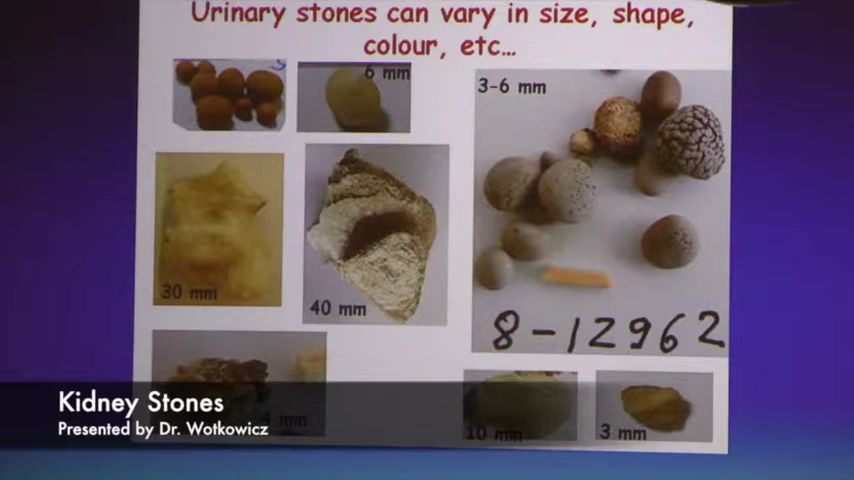 Urinary stones can vary in size, shape,
colour, etc...
6 mm
3-6 mm
30 mm
40 mm
8-12962
mm
10 mm
3 mm
Kidney Stones
Presented by Dr. Wotkowicz